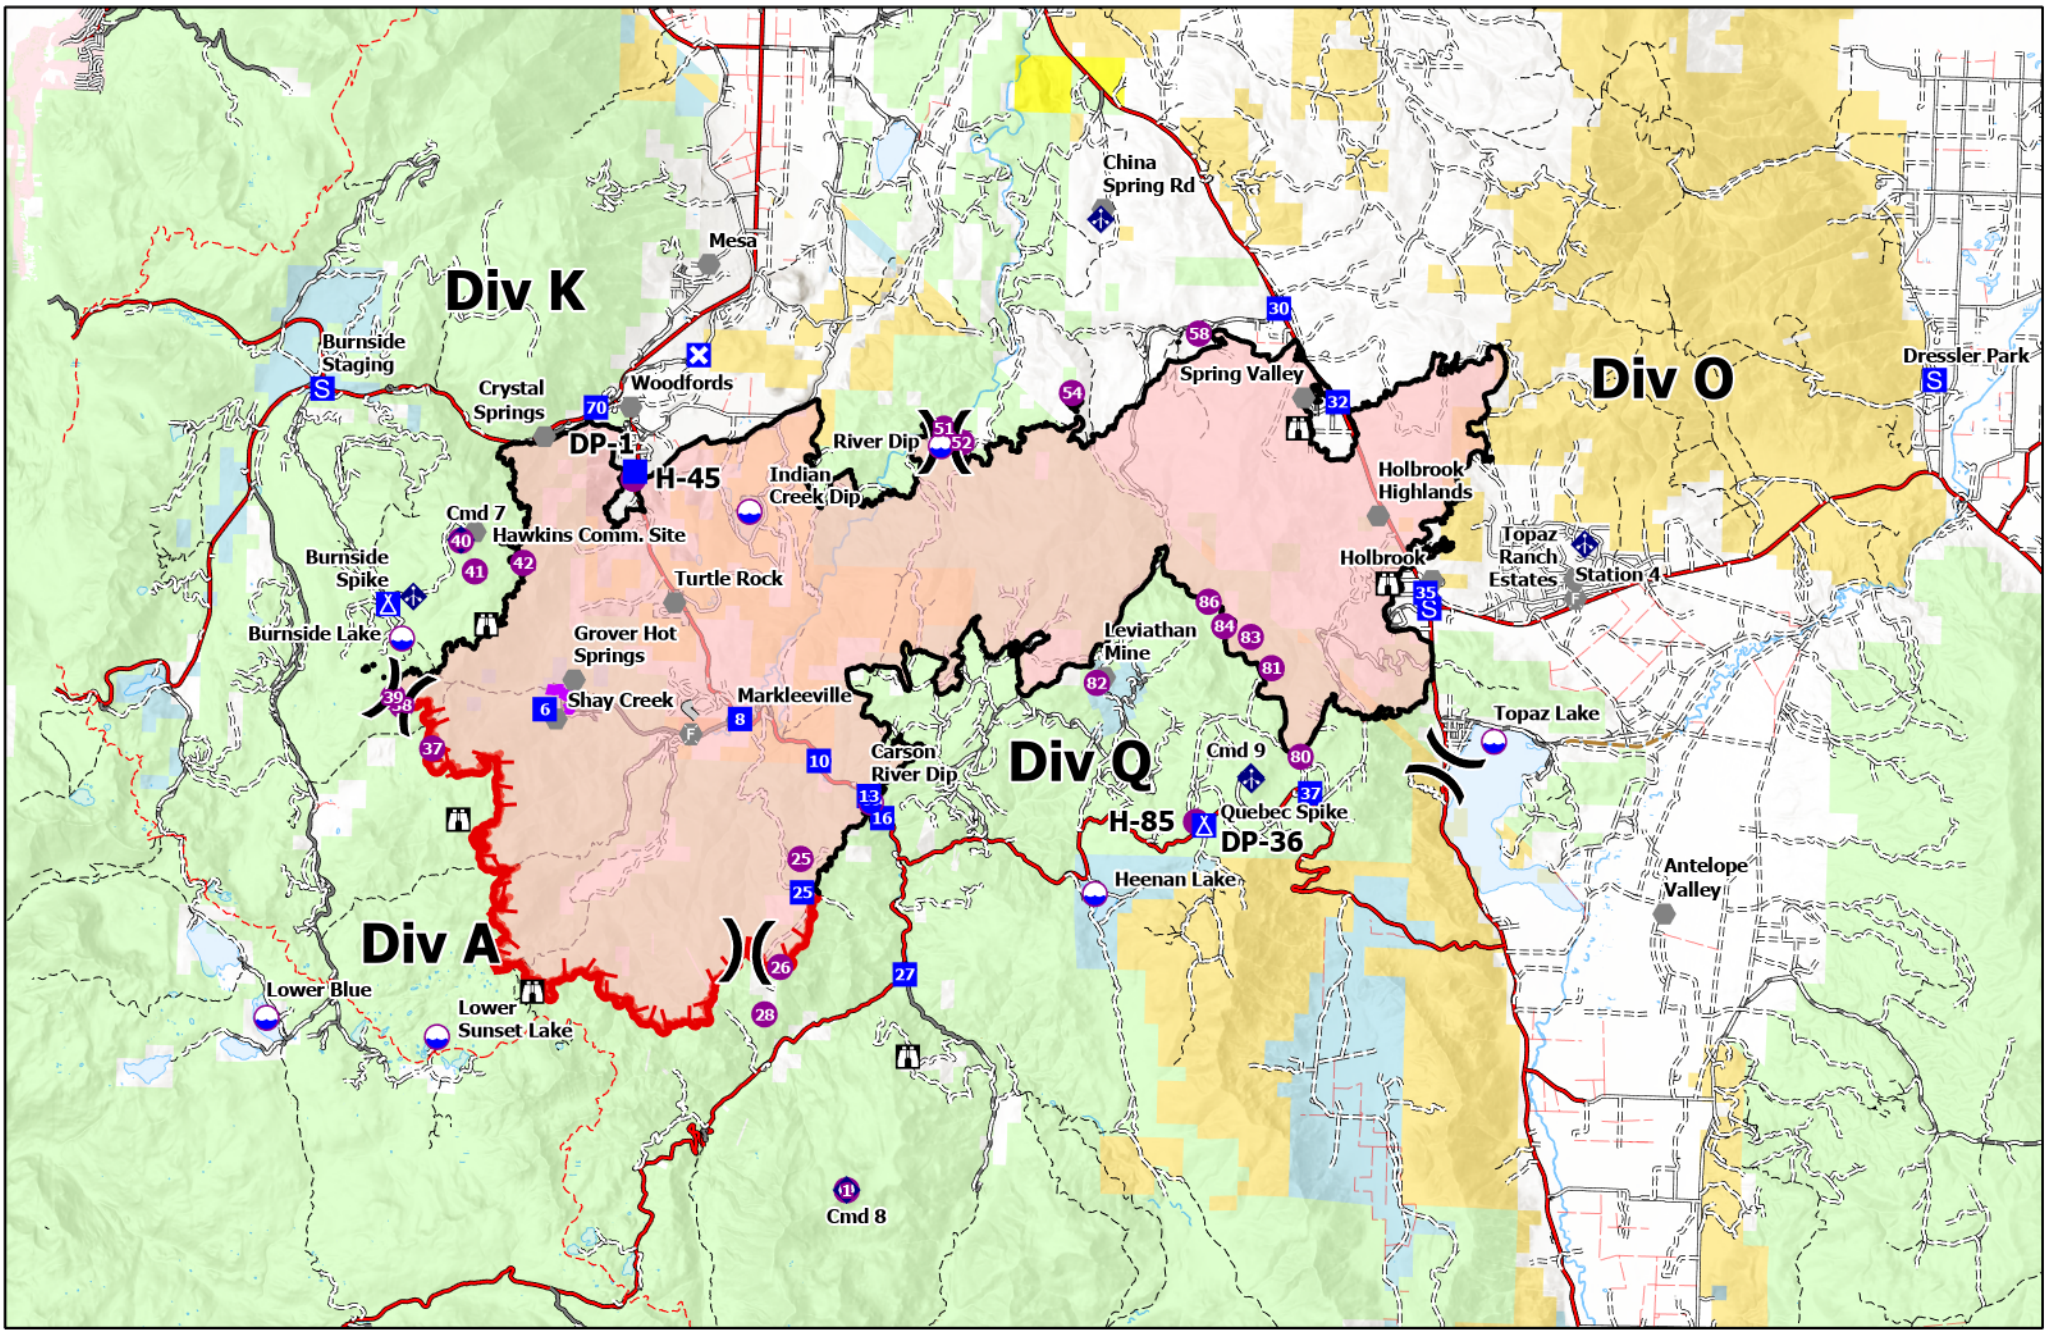 China
Spring Rd
Mesa
Div K
30
Burnside
Staging
S
58
Dressler Park
S
Div O
Spring Valley
Crystal
Springs
Woodfords
70
54
32
DP-1
River Dip
51
52
H-45
Indian
Creek Dip
Holbrook
Highlands
Cmd 7
40
Hawkins Comm. Site
41
42
Burnside
Spike
Topaz
Ranch
Estates
Station 4
F
Holbrook
35
S
Turtle Rock
86
84
83
81
Burnside Lake
Grover Hot
Springs
Leviathan
Mine
82
39
38
6
Shay Creek
Markleeville
8
F
Topaz Lake
37
10
Carson
River Dip
Div Q
Cmd 9
80
37
13
16
H-85
Quebec Spike
DP-36
25
25
Heenan Lake
Antelope
Valley
Div A
26
27
Lower Blue
Lower
Sunset Lake
28
1
Cmd 8